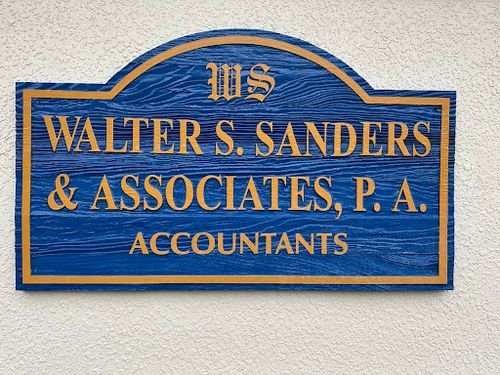 WS
WALTER S. SANDERS
& ASSOCIATES, P. A.
ACCOUNTANTS